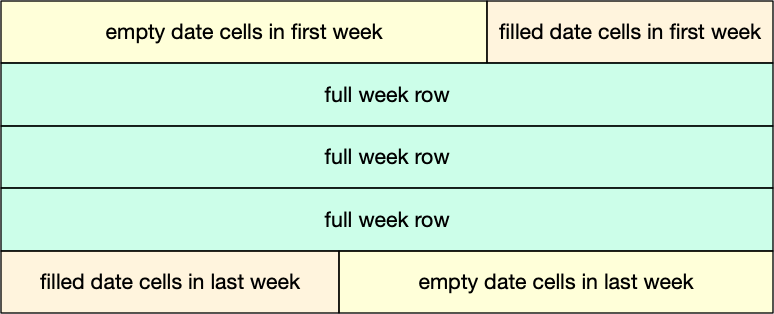 empty date cells in first week
filled date cells in first week
full week row
full week row
full week row
filled date cells in last week
empty date cells in last week